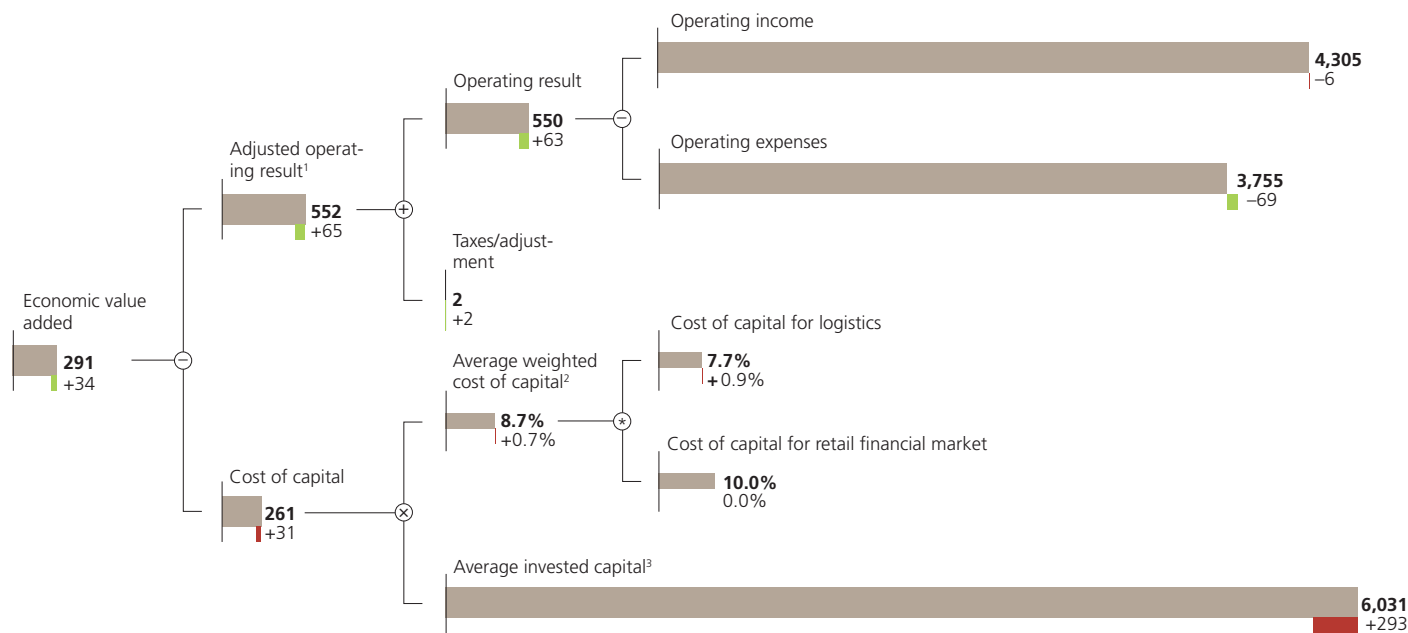 Operating income
4,305
–6
Operating result
550
+63
Operating expenses
3,755
–69
Adjusted operat-
ing result¹
552
+65
Taxes/adjust-
ment
2
+2
Economic value
added
291
+34
Cost of capital for logistics
7.7%
+0.9%
Average weighted
cost of capital²
8.7%
+0.7%
Cost of capital for retail financial market
10.0%
0.0%
Cost of capital
261
+31
Average invested capital³
6,031
+293